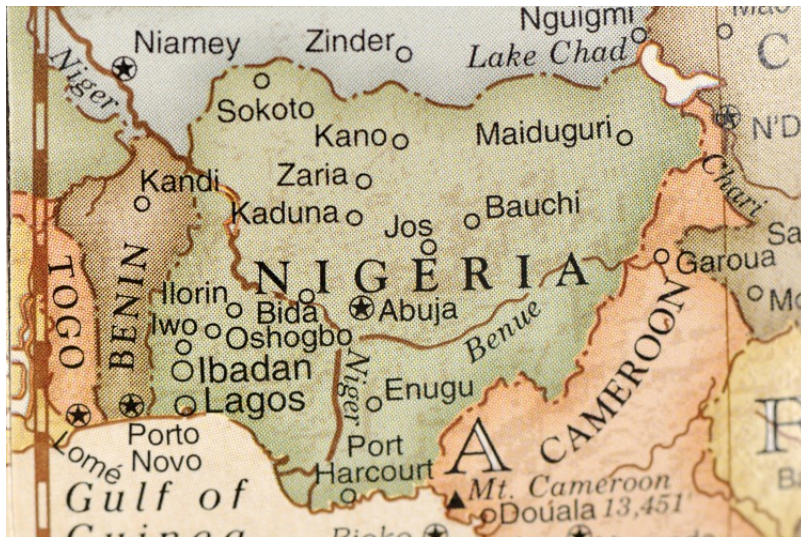 Niamey
Zinder
Nguigmi
Lake Chad
Niger
C
Sokoto
Kano
Maiduguri
N'D
Kandi
Zaria
Chari
Kaduna
Bauchi
Jos
Garoua
NIGERIA
TOGO
BENIN
Ilorin
Bida
Abuja
Iwo
Oshogbo
Benue
Ibadan
Niger
Enugu
CAMEROON
Lagos
Lomé
Porto
Novo
Port
Harcourt
A
Gulf of
Mt. Cameroon
13,451'
Douala
Guinea